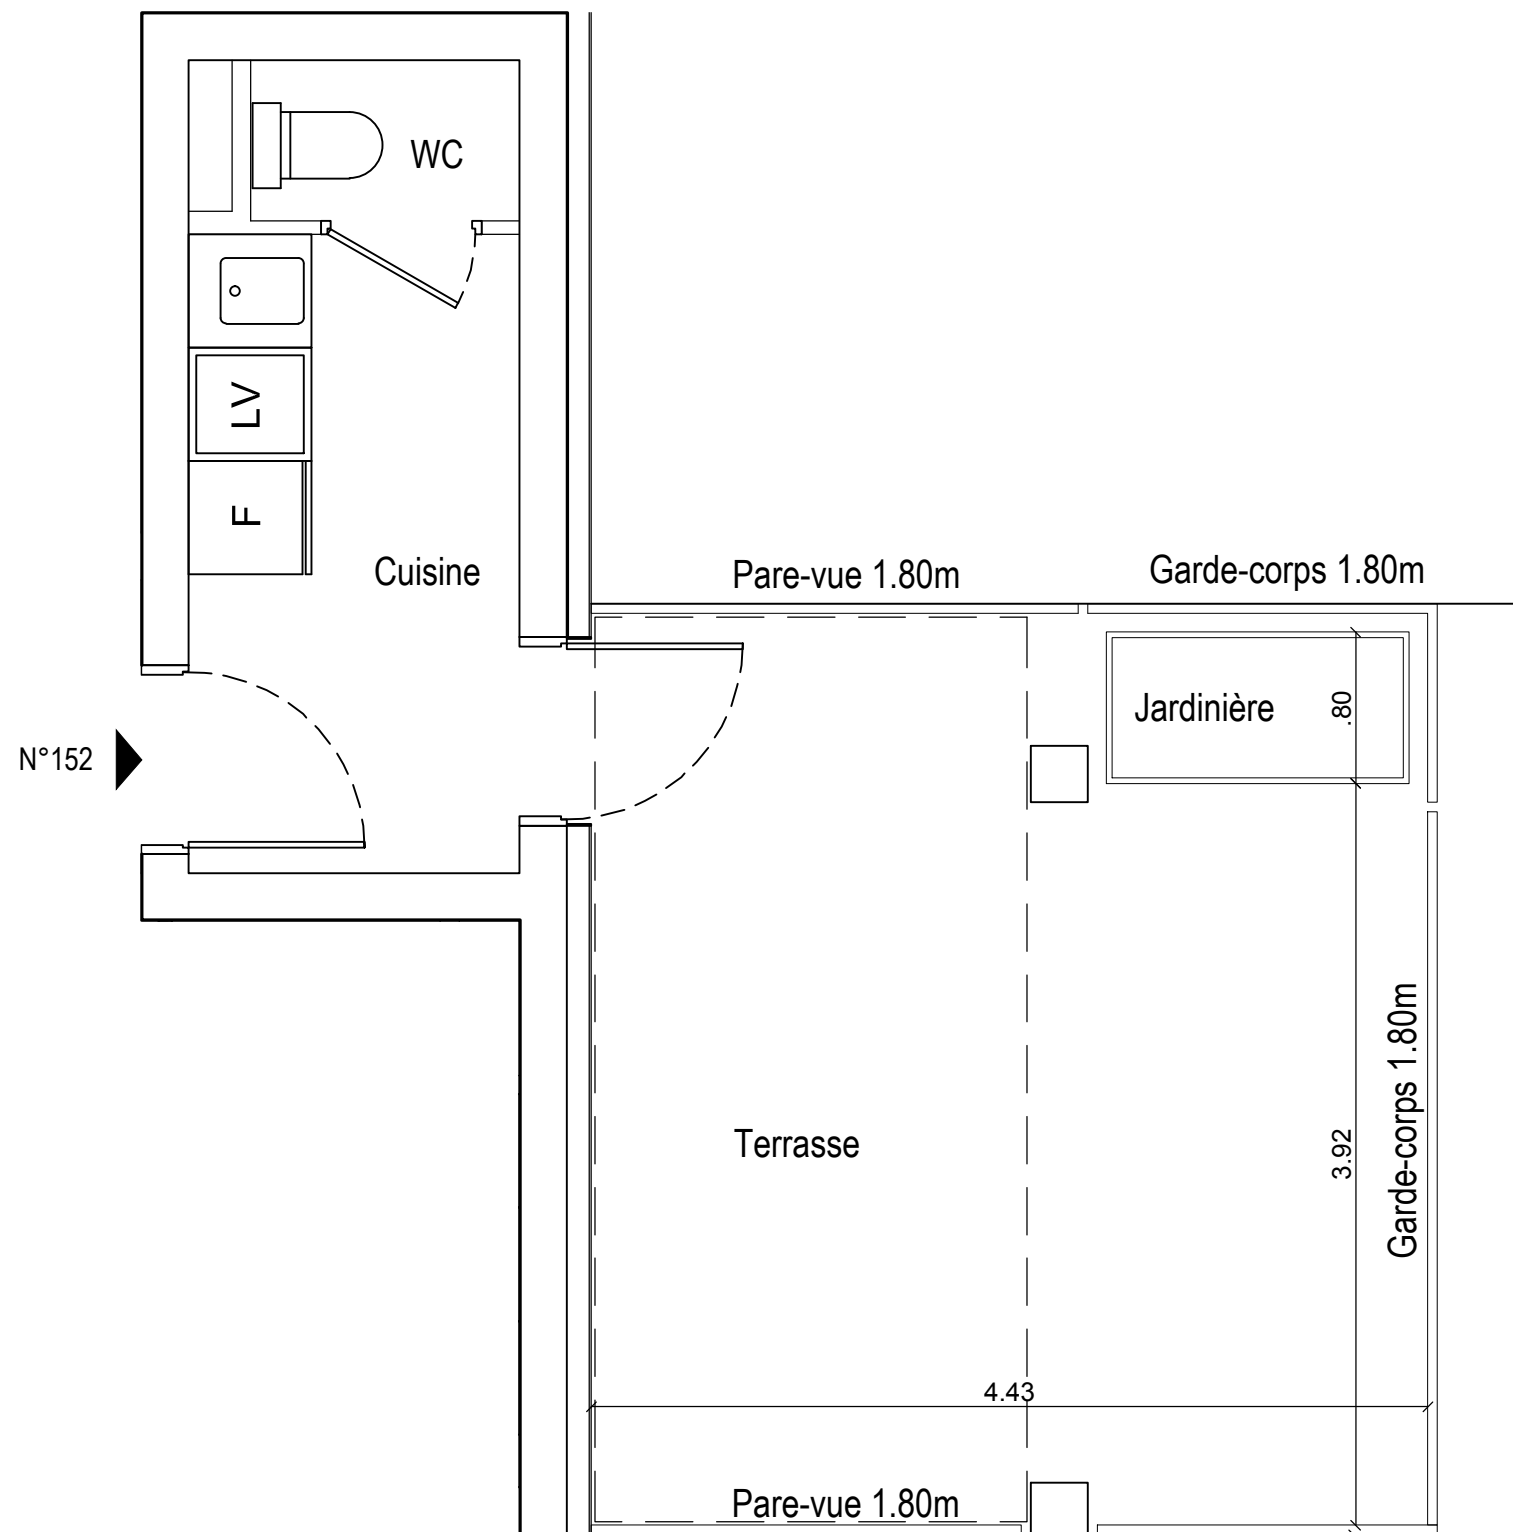 WC
LV
F
Cuisine
Pare-vue 1.80m
Garde-corps 1.80m
Jardinière
.80
N°152
Garde-corps 1.80m
3.92
Terrasse
4.43
Pare-vue 1.80m